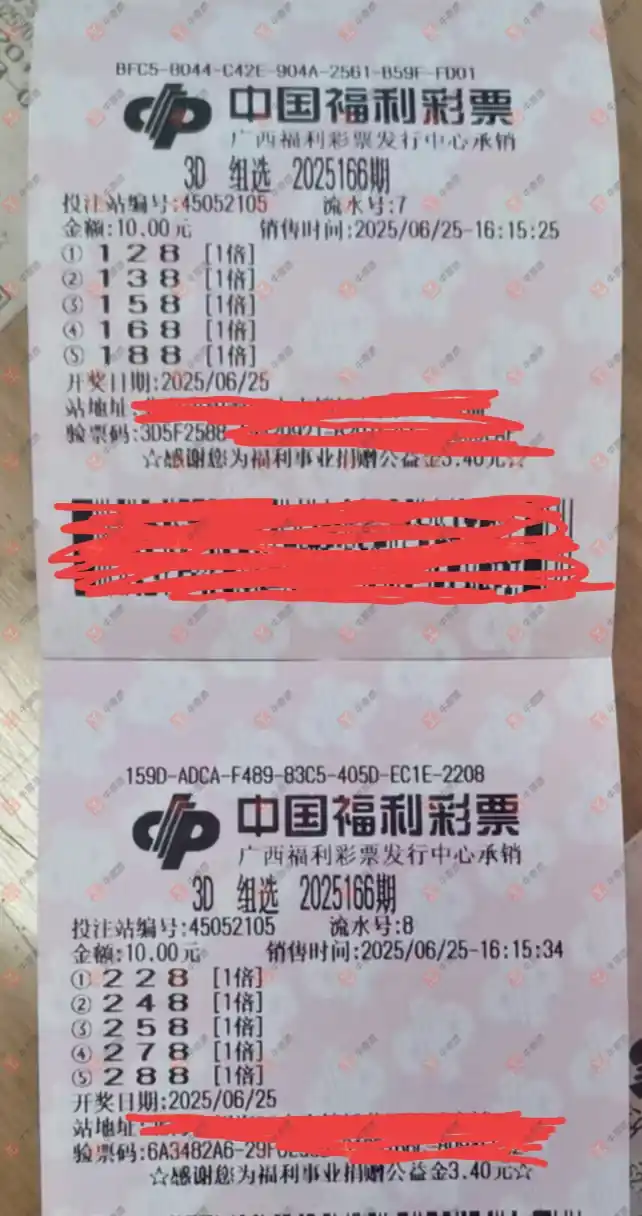 BFC5-8044-C42E-904A-2561-B59F-FD01
中国福利彩票
广西福利彩票发行中心承销
3D 组选 2025166期
投注站编号:45052105 流水号:7
金额:10.00元 销售时间:2025/06/25-16:15:25
① 1 2 8 [1倍]
② 1 3 8 [1倍]
③ 1 5 8 [1倍]
④ 1 6 8 [1倍]
⑤ 1 8 8 [1倍]
开奖日期:2025/06/25
站地址:
验票码:3D5F2588
☆感谢您为福利事业捐赠公益金3.40元☆
159D-ADCA-F489-83C5-405D-EC1E-2208
中国福利彩票
广西福利彩票发行中心承销
3D 组选 2025166期
投注站编号:45052105 流水号:8
金额:10.00元 销售时间:2025/06/25-16:15:34
① 2 2 8 [1倍]
② 2 4 8 [1倍]
③ 2 5 8 [1倍]
④ 2 7 8 [1倍]
⑤ 2 8 8 [1倍]
开奖日期:2025/06/25
站地址:
验票码:6A3482A6-29F
☆感谢您为福利事业捐赠公益金3.40元☆